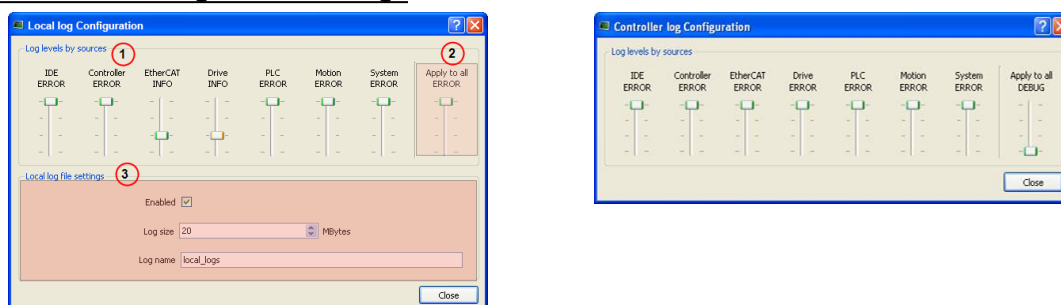 Local log Configuration
Log levels by sources
1
2
IDE Controller EtherCAT Drive PLC Motion System Apply to all
ERROR ERROR INFO INFO ERROR ERROR ERROR ERROR
Local log file settings
3
Enabled
Log size 20 MBytes
Log name local_logs
Close
Controller log Configuration
Log levels by sources
IDE Controller EtherCAT Drive PLC Motion System Apply to all
ERROR ERROR ERROR ERROR ERROR ERROR ERROR DEBUG
Close